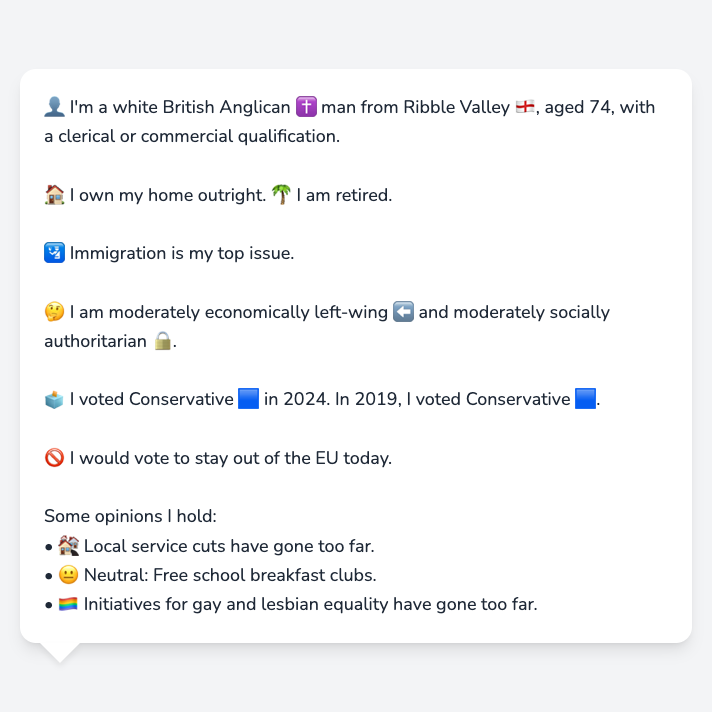 👤 I'm a white British Anglican ✝️ man from Ribble Valley 🏴󠁧󠁢󠁥󠁮󠁧󠁿, aged 74, with
a clerical or commercial qualification.
🏠 I own my home outright. 🌴 I am retired.
🛂 Immigration is my top issue.
🤔 I am moderately economically left-wing ⬅️ and moderately socially
authoritarian 🔒.
🗳️ I voted Conservative 🟦 in 2024. In 2019, I voted Conservative 🟦.
🚫 I would vote to stay out of the EU today.
Some opinions I hold:
• 🏚️ Local service cuts have gone too far.
• 😐 Neutral: Free school breakfast clubs.
• 🏳️‍🌈 Initiatives for gay and lesbian equality have gone too far.